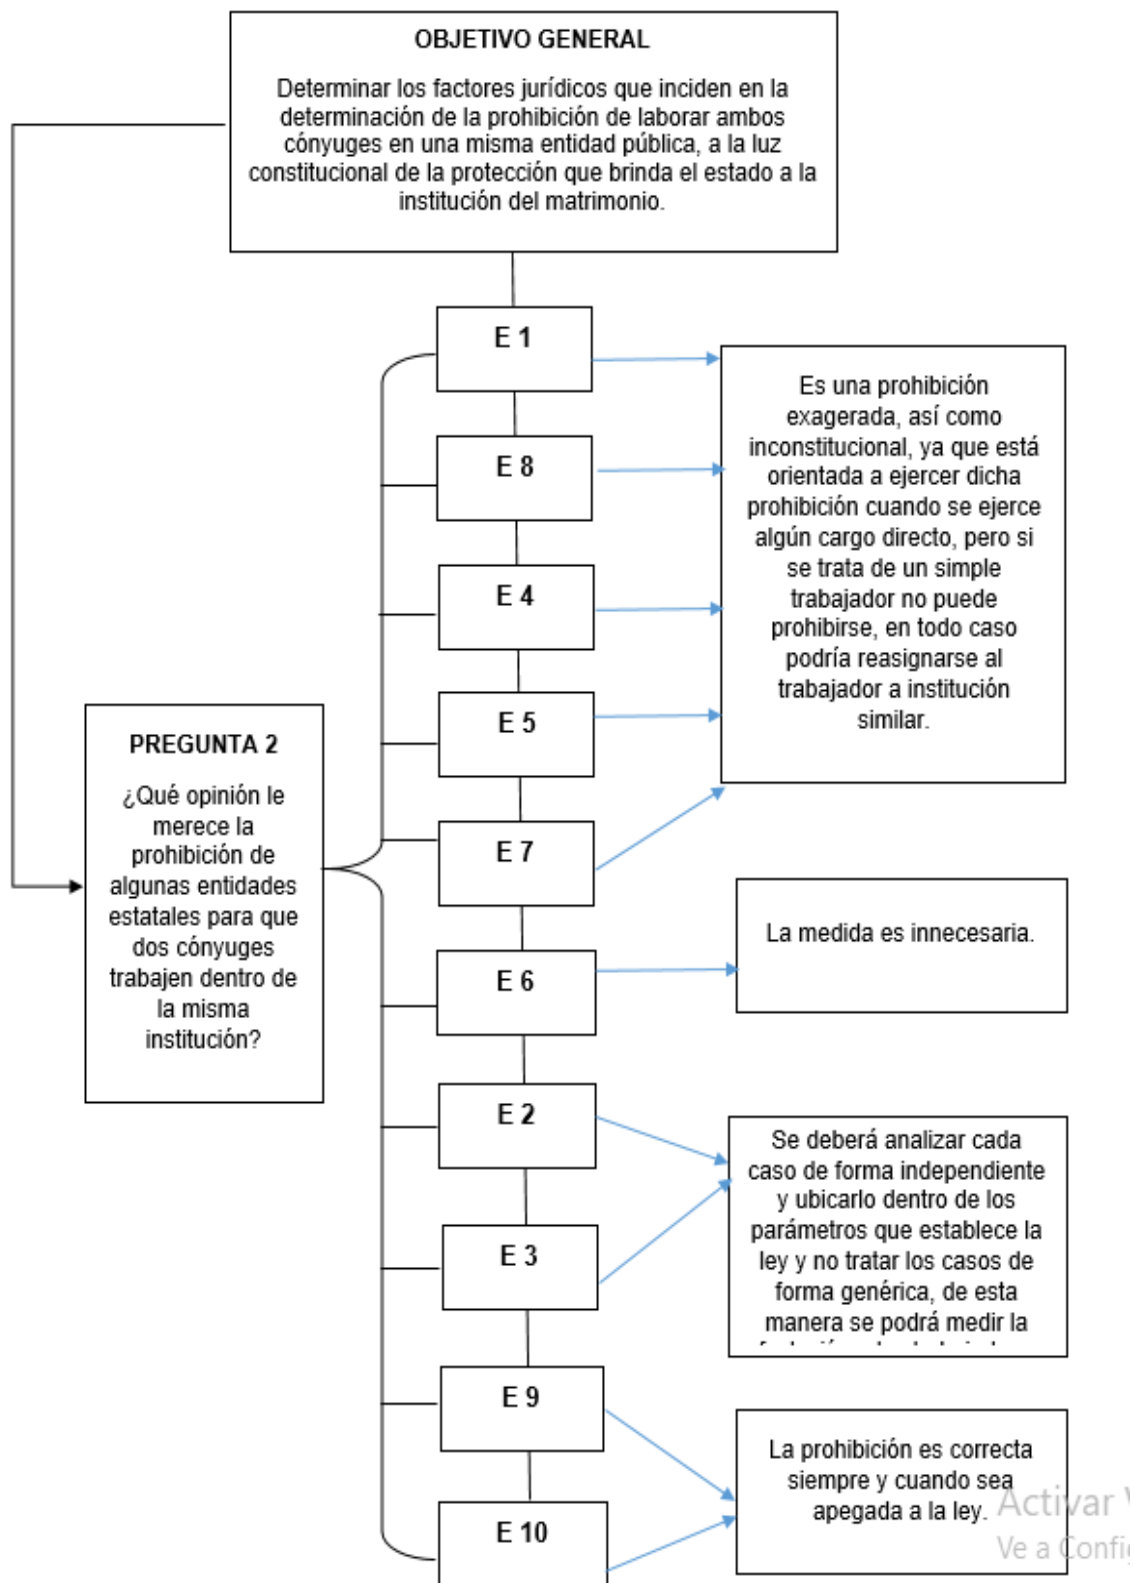 OBJETIVO GENERAL
Determinar los factores jurídicos que inciden en la
determinación de la prohibición de laborar ambos
cónyuges en una misma entidad pública, a la luz
constitucional de la protección que brinda el estado a la
institución del matrimonio.
E 1
E 8
E 4
E 5
E 7
E 6
E 2
E 3
E 9
E 10
PREGUNTA 2
¿Qué opinión le
merece la
prohibición de
algunas entidades
estatales para que
dos cónyuges
trabajen dentro de
la misma
institución?
Es una prohibición
exagerada, así como
inconstitucional, ya que está
orientada a ejercer dicha
prohibición cuando se ejerce
algún cargo directo, pero si
se trata de un simple
trabajador no puede
prohibirse, en todo caso
podría reasignarse al
trabajador a institución
similar.
La medida es innecesaria.
Se deberá analizar cada
caso de forma independiente
y ubicarlo dentro de los
parámetros que establece la
ley y no tratar los casos de
forma genérica, de esta
manera se podrá medir la
La prohibición es correcta
siempre y cuando sea
apegada a la ley.
Activar
Ve a Config